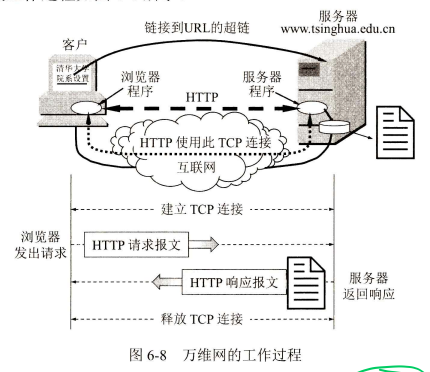 链接到URL的超链
服务器
www.tsinghua.edu.cn
客户
清华大学
院系设置
浏览器
程序
服务器
程序
HTTP
HTTP 使用此 TCP 连接
互联网
建立 TCP 连接
浏览器
发出请求
HTTP 请求报文
HTTP 响应报文
服务器
返回响应
释放 TCP 连接
图 6-8 万维网的工作过程